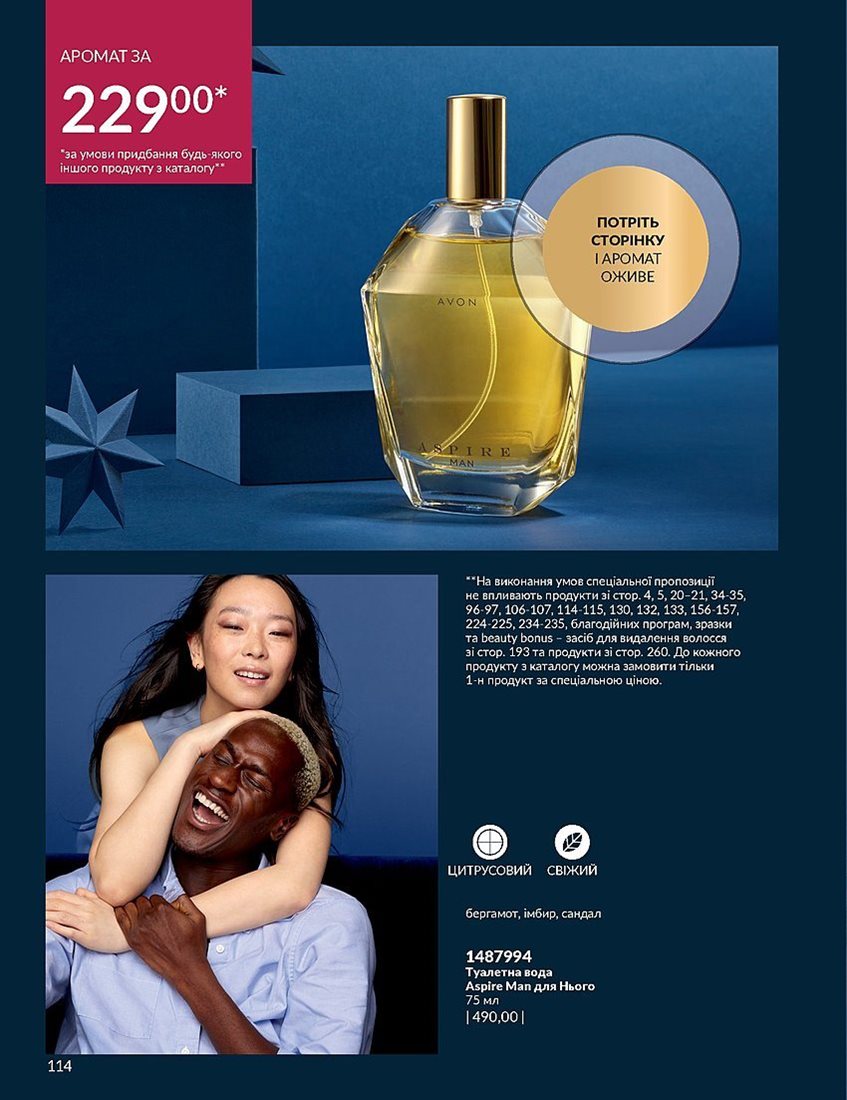 АРОМАТ ЗА
229⁰⁰*
*за умови придбання будь-якого
іншого продукту з каталогу**
ПОТРІТЬ
СТОРІНКУ
І АРОМАТ
ОЖИВЕ
AVON
ASPIRE
MAN
**На виконання умов спеціальної пропозиції
не впливають продукти зі стор. 4, 5, 20–21, 34-35,
96-97, 106-107, 114-115, 130, 132, 133, 156-157,
224-225, 234-235, благодійних програм, зразки
та beauty bonus – засіб для видалення волосся
зі стор. 193 та продукти зі стор. 260. До кожного
продукту з каталогу можна замовити тільки
1-н продукт за спеціальною ціною.
ЦИТРУСОВИЙ СВІЖИЙ
бергамот, імбир, сандал
1487994
Туалетна вода
Aspire Man для Нього
75 мл
| 490,00 |
114